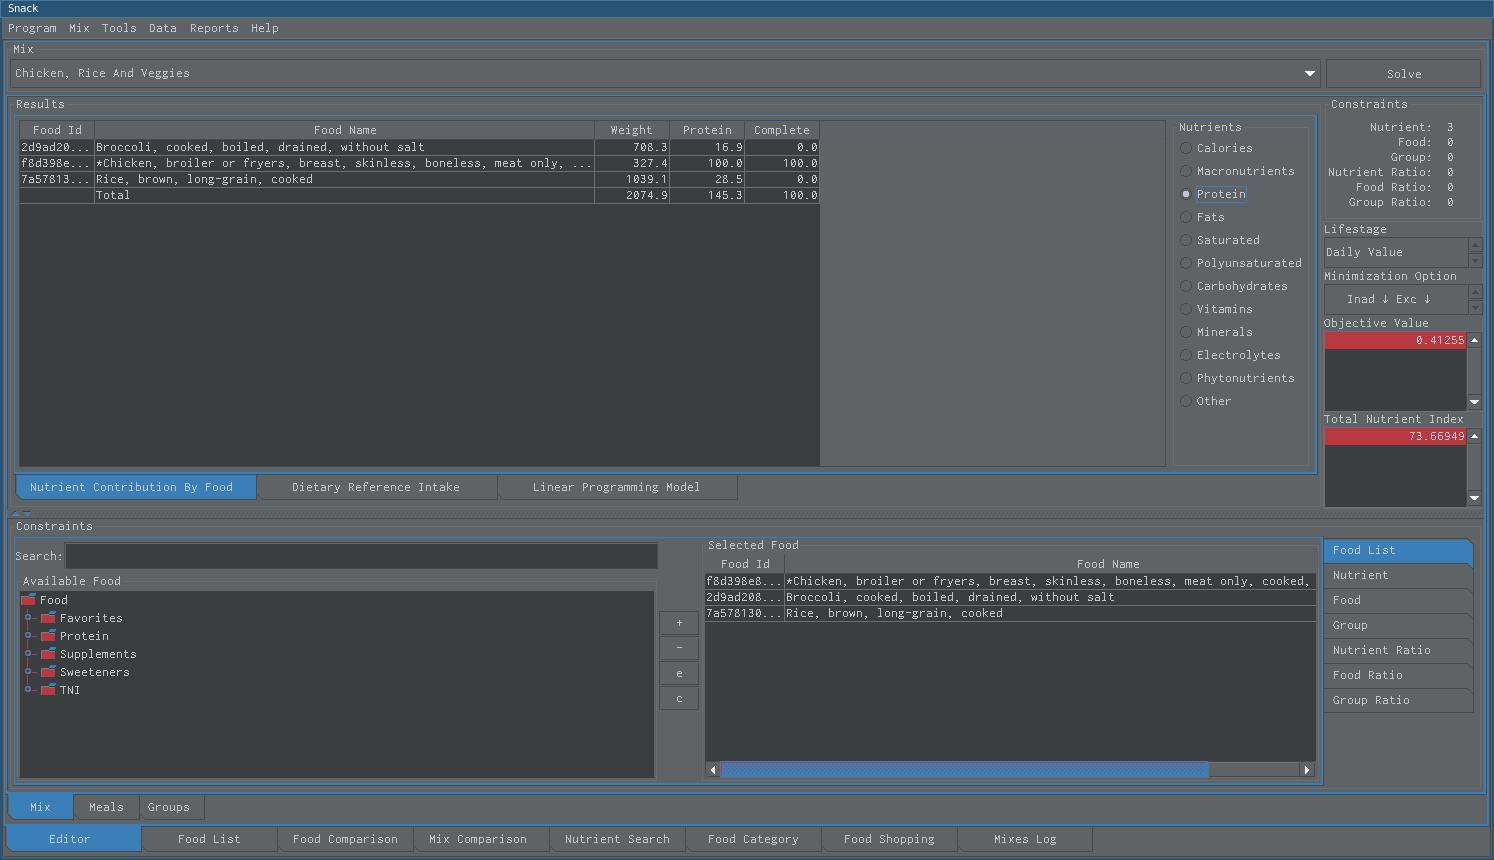 Snack
Program Mix Tools Data Reports Help
Mix
Chicken, Rice And Veggies
Solve
Results
Food Id Food Name Weight Protein Complete
2d9ad20... Broccoli, cooked, boiled, drained, without salt 708.3 16.9 0.0
f8d398e... *Chicken, broiler or fryers, breast, skinless, boneless, meat only, ... 327.4 100.0 100.0
7a57813... Rice, brown, long-grain, cooked 1039.1 28.5 0.0
Total 2074.9 145.3 100.0
Nutrients
Calories
Macronutrients
Protein
Fats
Saturated
Polyunsaturated
Carbohydrates
Vitamins
Minerals
Electrolytes
Phytonutrients
Other
Constraints
Nutrient: 3
Food: 0
Group: 0
Nutrient Ratio: 0
Food Ratio: 0
Group Ratio: 0
Lifestage
Daily Value
Minimization Option
Inad ↓ Exc ↓
Objective Value
0.41255
Total Nutrient Index
73.66949
Nutrient Contribution By Food
Dietary Reference Intake
Linear Programming Model
Constraints
Search:
Available Food
Food
Favorites
Protein
Supplements
Sweeteners
TNI
+
-
e
c
Selected Food
Food Id Food Name
f8d398e8... *Chicken, broiler or fryers, breast, skinless, boneless, meat only, cooked,
2d9ad208... Broccoli, cooked, boiled, drained, without salt
7a578130... Rice, brown, long-grain, cooked
Food List
Nutrient
Food
Group
Nutrient Ratio
Food Ratio
Group Ratio
Mix Meals Groups
Editor Food List Food Comparison Mix Comparison Nutrient Search Food Category Food Shopping Mixes Log